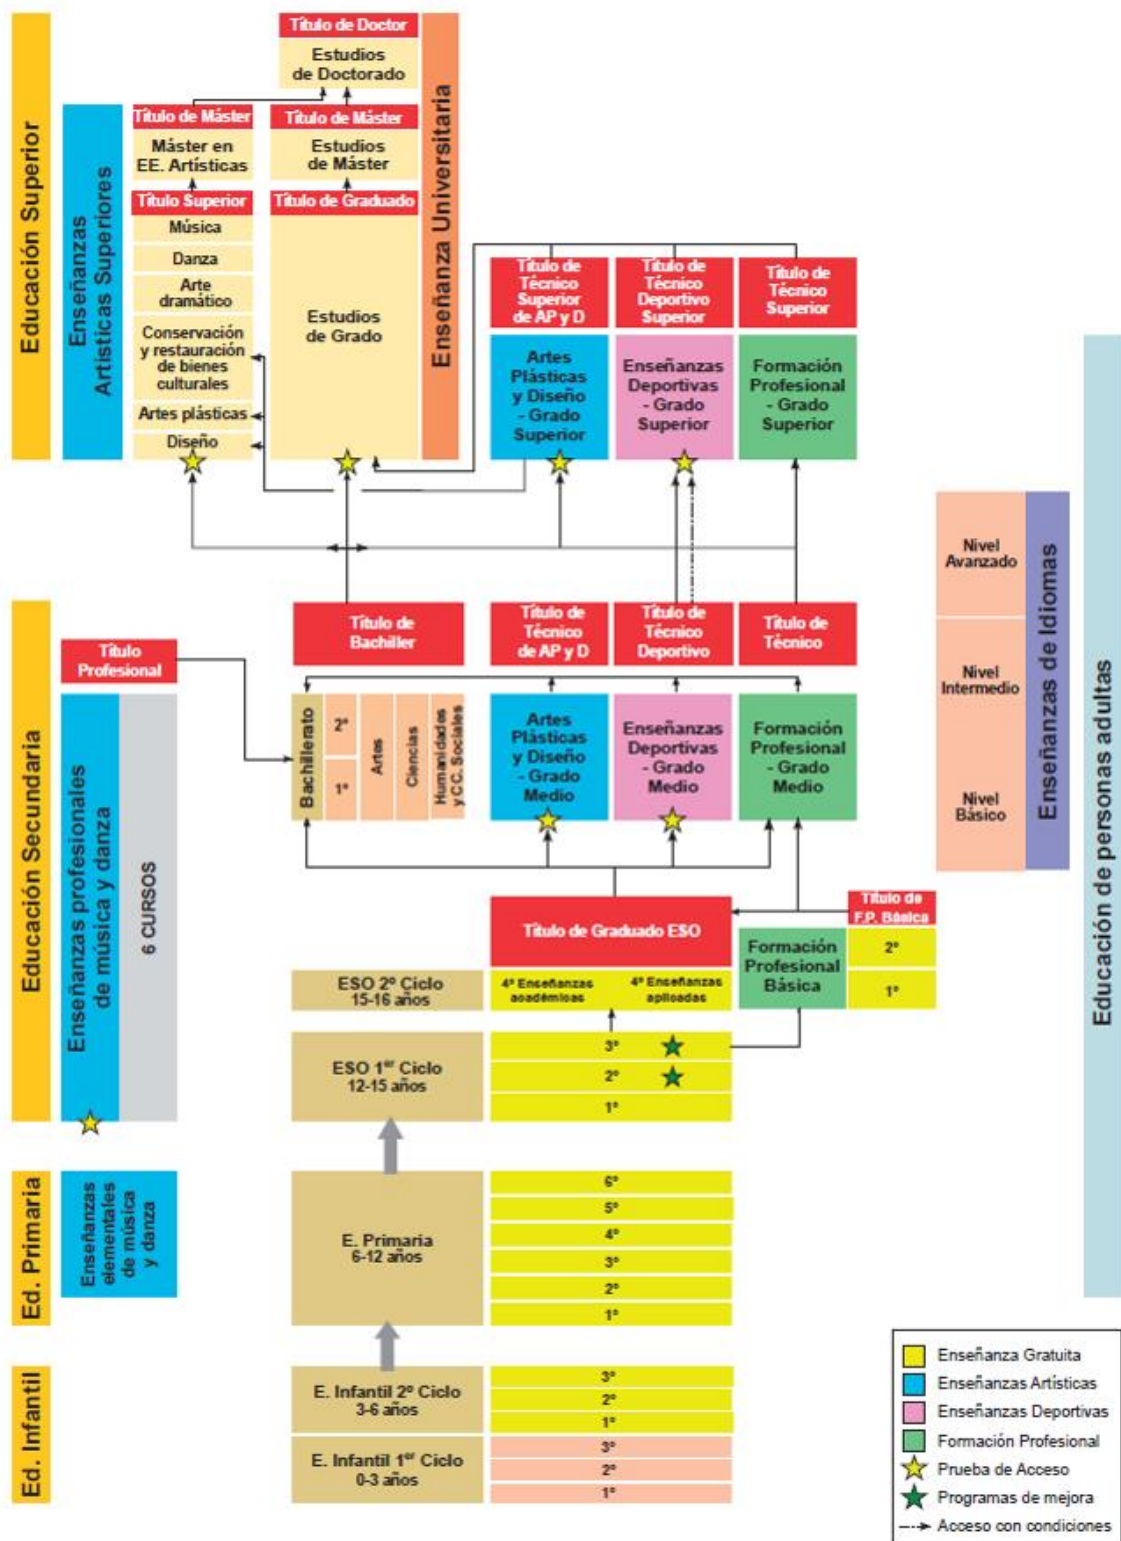 Educación Superior
Enseñanzas
Artísticas Superiores
Título de Doctor
Estudios
de Doctorado
Título de Máster
Máster en
EE. Artísticas
Título Superior
Música
Danza
Arte
dramático
Conservación
y restauración
de bienes
culturales
Artes plásticas
Diseño
Título de Máster
Estudios
de Máster
Título de Graduado
Estudios
de Grado
Enseñanza Universitaria
Título de
Técnico
Superior
de AP y D
Artes
Plásticas
y Diseño
- Grado
Superior
Título de
Técnico
Deportivo
Superior
Enseñanzas
Deportivas
- Grado
Superior
Título de
Técnico
Superior
Formación
Profesional
- Grado
Superior
Educación de personas adultas
Nivel
Avanzado
Nivel
Intermedio
Nivel
Básico
Enseñanzas de Idiomas
Educación Secundaria
Título
Profesional
Enseñanzas profesionales
de música y danza
6 CURSOS
Título de
Bachiller
Bachillerato
2º
1º
Artes
Ciencias
Humanidades
y CC. Sociales
Título de
Técnico
de AP y D
Artes
Plásticas
y Diseño
- Grado
Medio
Título de
Técnico
Deportivo
Enseñanzas
Deportivas
- Grado
Medio
Título de
Técnico
Formación
Profesional
- Grado
Medio
Título de Graduado ESO
Título de
F.P. Básica
Formación
Profesional
Básica
2º
1º
ESO 2º Ciclo
15-16 años
4º Enseñanzas
académicas
4º Enseñanzas
aplicadas
ESO 1er Ciclo
12-15 años
3º
2º
1º
Ed. Primaria
Enseñanzas
elementales
de música
y danza
E. Primaria
6-12 años
6º
5º
4º
3º
2º
1º
Ed. Infantil
E. Infantil 2º Ciclo
3-6 años
3º
2º
1º
E. Infantil 1er Ciclo
0-3 años
3º
2º
1º
Enseñanza Gratuita
Enseñanzas Artísticas
Enseñanzas Deportivas
Formación Profesional
Prueba de Acceso
Programas de mejora
Acceso con condiciones